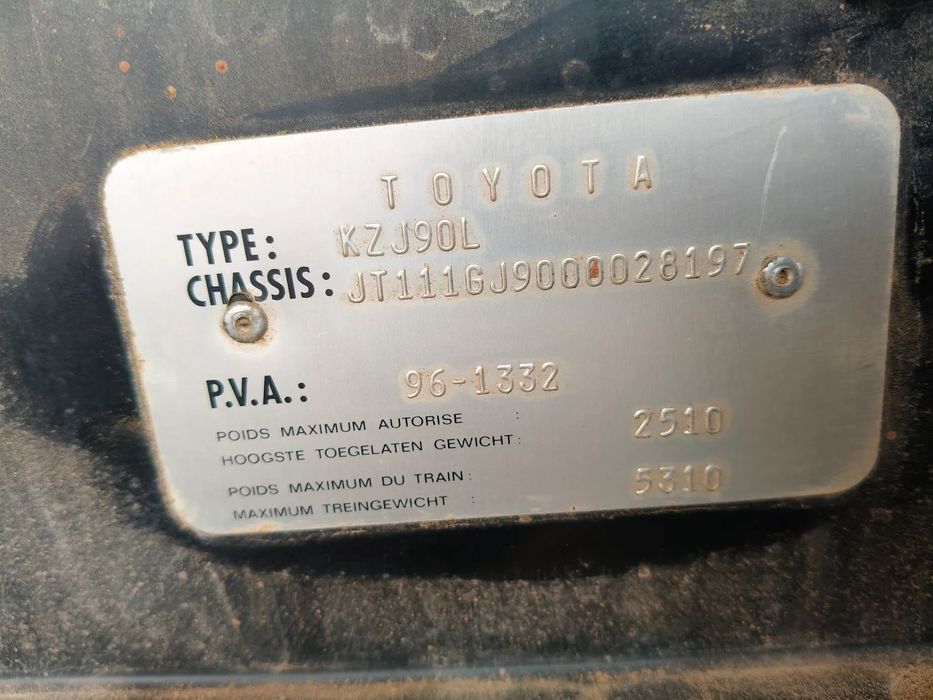 TOYOTA
TYPE: KZJ90L
CHASSIS: JT111GJ9000028197
P.V.A.: 96-1332
POIDS MAXIMUM AUTORISE :
HOOGSTE TOEGELATEN GEWICHT: 2510
POIDS MAXIMUM DU TRAIN:
MAXIMUM TREINGEWICHT : 5310